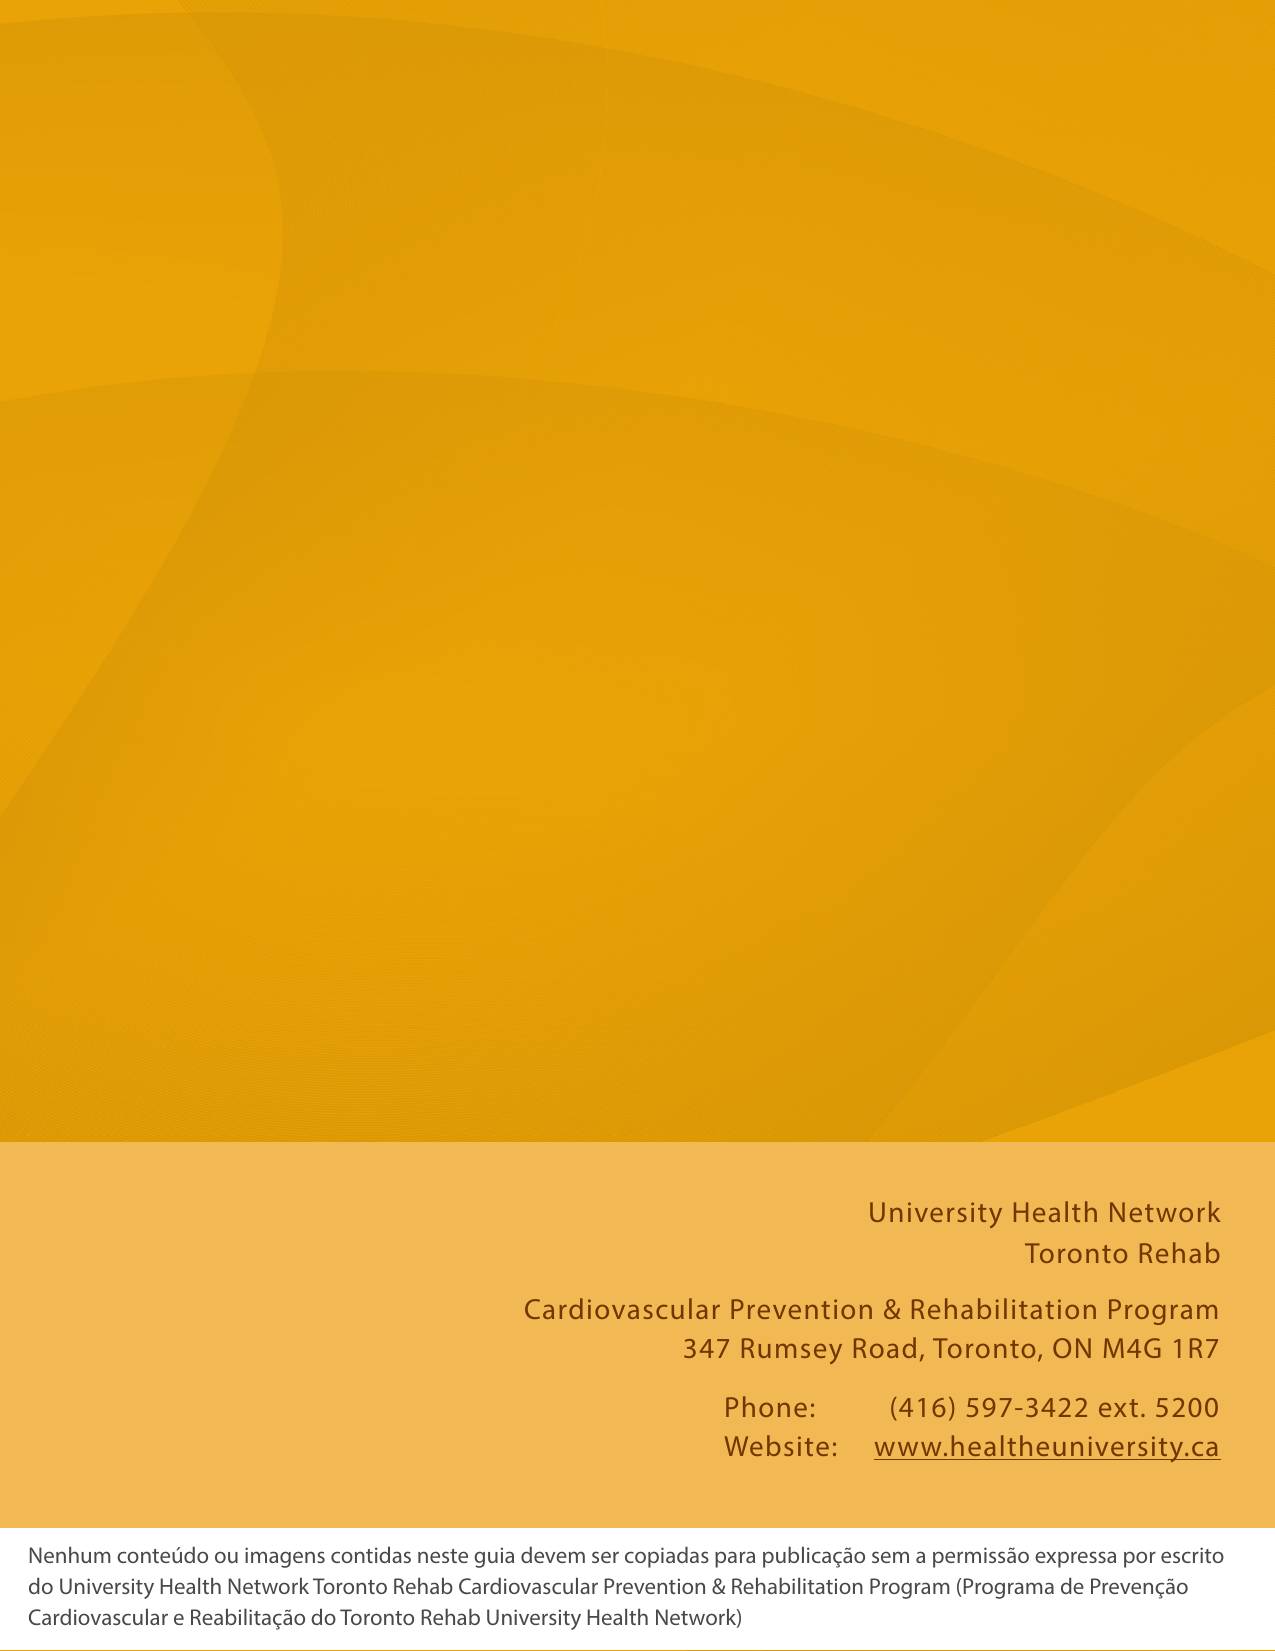 University Health Network
Toronto Rehab
Cardiovascular Prevention & Rehabilitation Program
347 Rumsey Road, Toronto, ON M4G 1R7
Phone: (416) 597-3422 ext. 5200
Website: www.healtheuniversity.ca
Nenhum conteúdo ou imagens contidas neste guia devem ser copiadas para publicação sem a permissão expressa por escrito
do University Health Network Toronto Rehab Cardiovascular Prevention & Rehabilitation Program (Programa de Prevenção
Cardiovascular e Reabilitação do Toronto Rehab University Health Network)